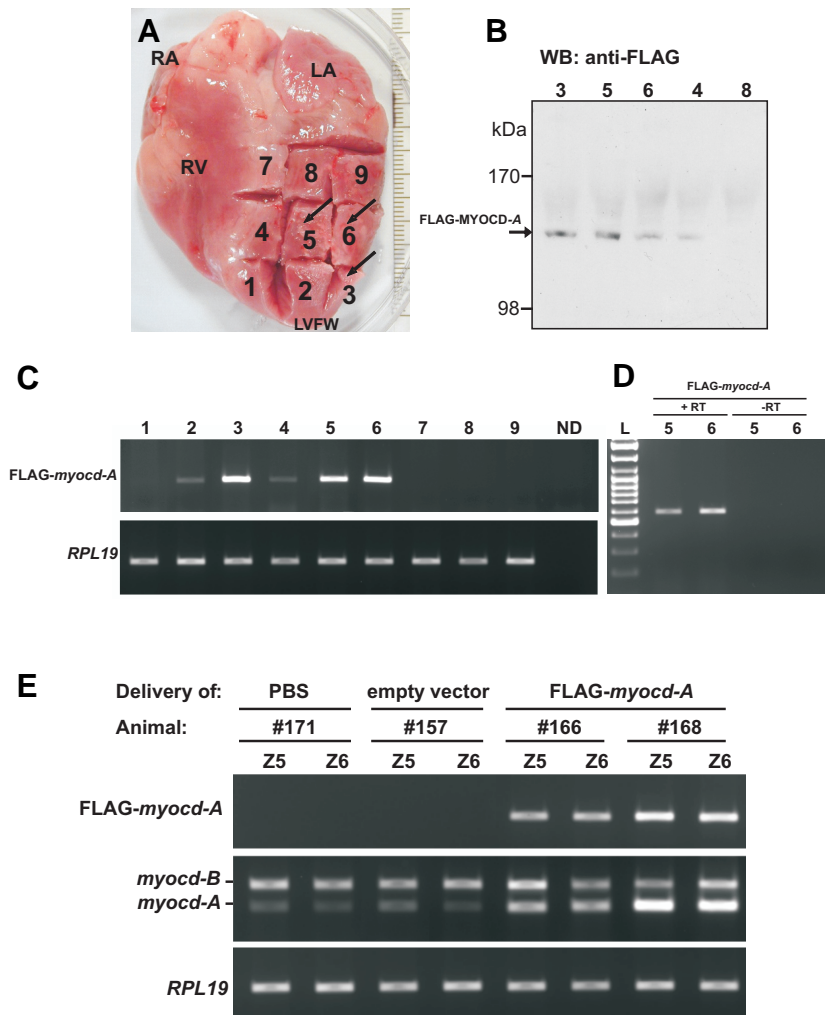 A
RA
LA
RV
7 8 9
4 5 6
1 2 3
LVFW
B
WB: anti-FLAG
3 5 6 4 8
kDa
170
FLAG-MYOCD-A
98
C
1 2 3 4 5 6 7 8 9 ND
FLAG-myocd-A
RPL19
D
FLAG-myocd-A
+ RT -RT
L 5 6 5 6
E
Delivery of: PBS empty vector FLAG-myocd-A
Animal: #171 #157 #166 #168
Z5 Z6 Z5 Z6 Z5 Z6 Z5 Z6
FLAG-myocd-A
myocd-B
myocd-A
RPL19